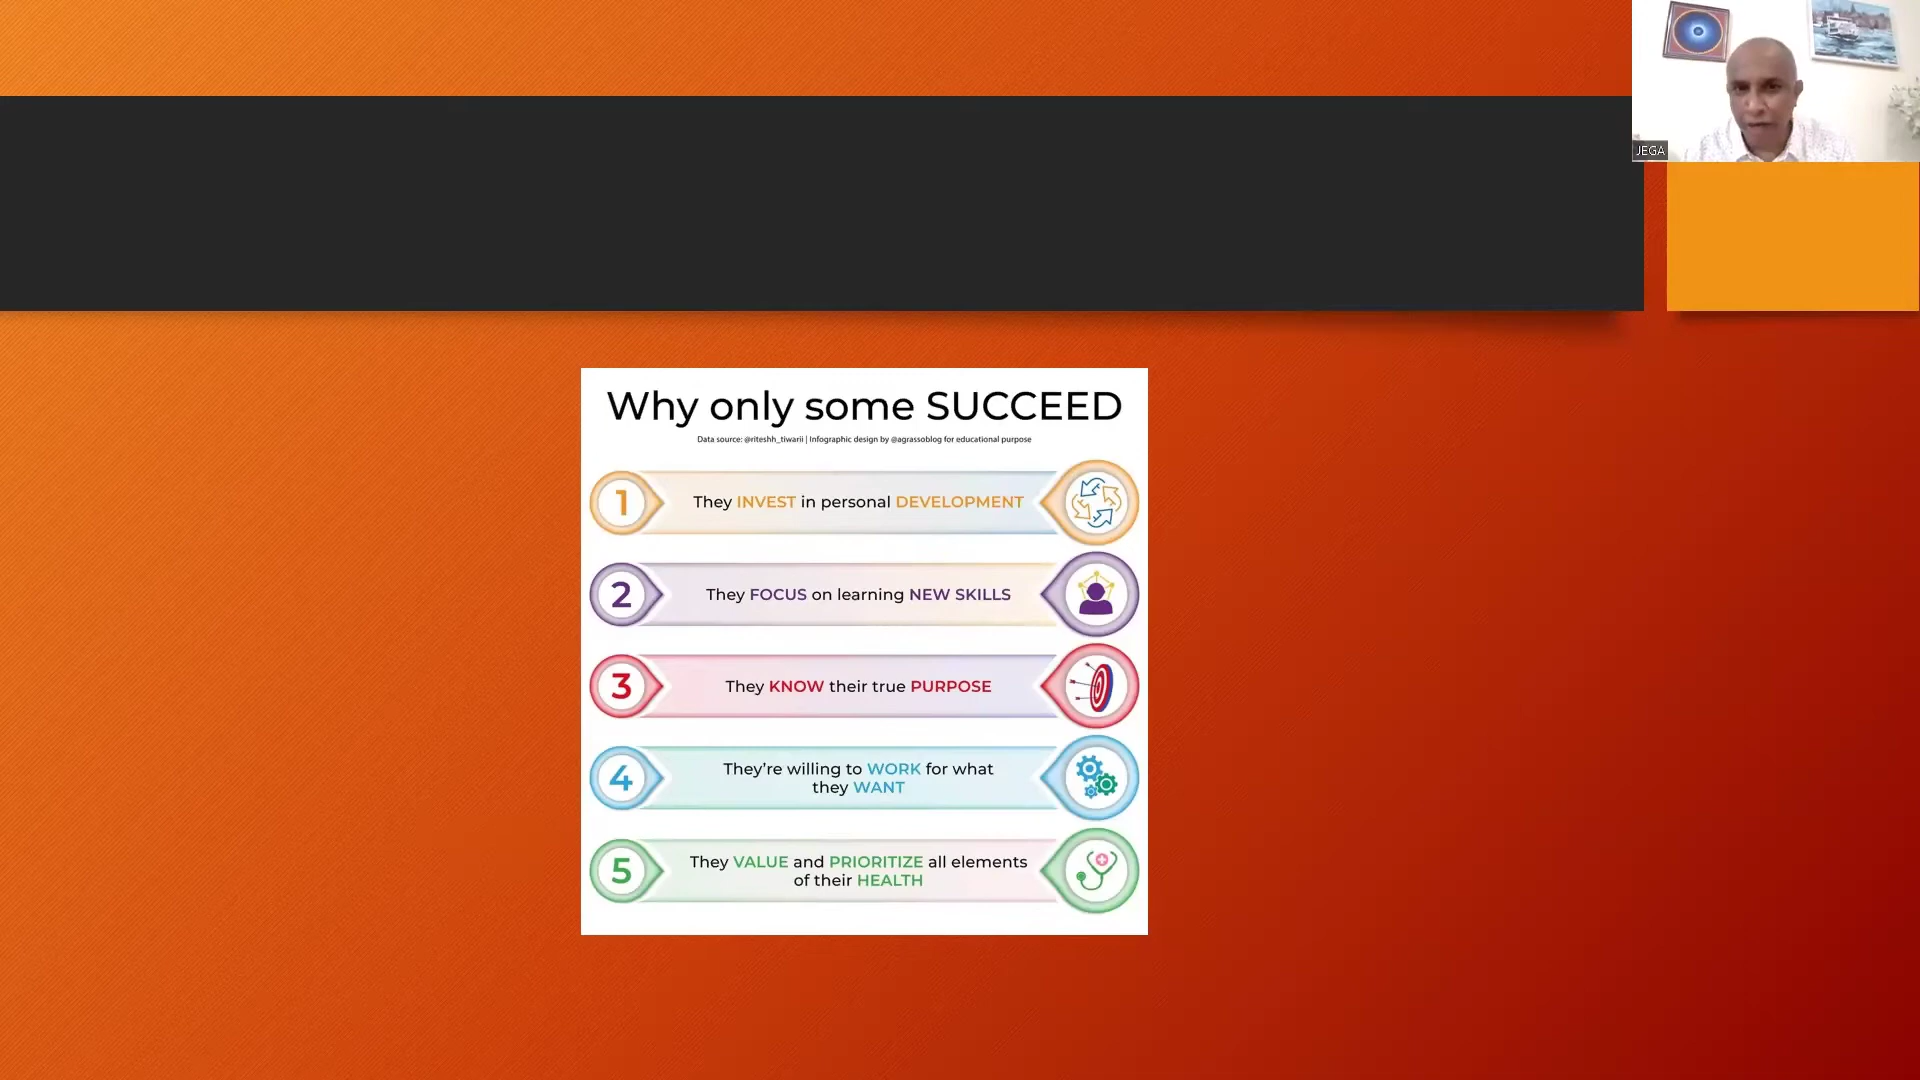 JEGA
Why only some SUCCEED
Data source: @riteshh_tiwarii | Infographic design by @agrassoblog for educational purpose
1
They INVEST in personal DEVELOPMENT
2
They FOCUS on learning NEW SKILLS
3
They KNOW their true PURPOSE
4
They’re willing to WORK for what
they WANT
5
They VALUE and PRIORITIZE all elements
of their HEALTH